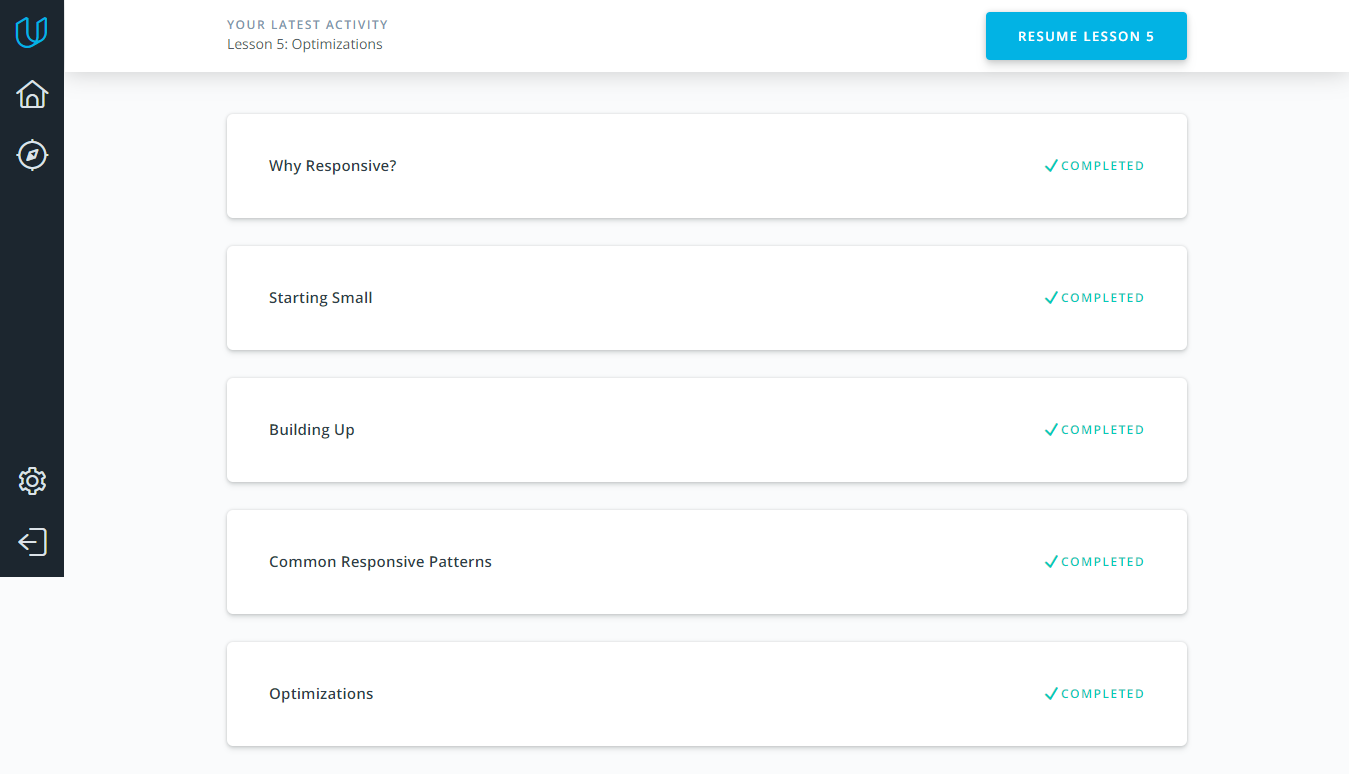 YOUR LATEST ACTIVITY
Lesson 5: Optimizations
RESUME LESSON 5
Why Responsive?
COMPLETED
Starting Small
COMPLETED
Building Up
COMPLETED
Common Responsive Patterns
COMPLETED
Optimizations
COMPLETED